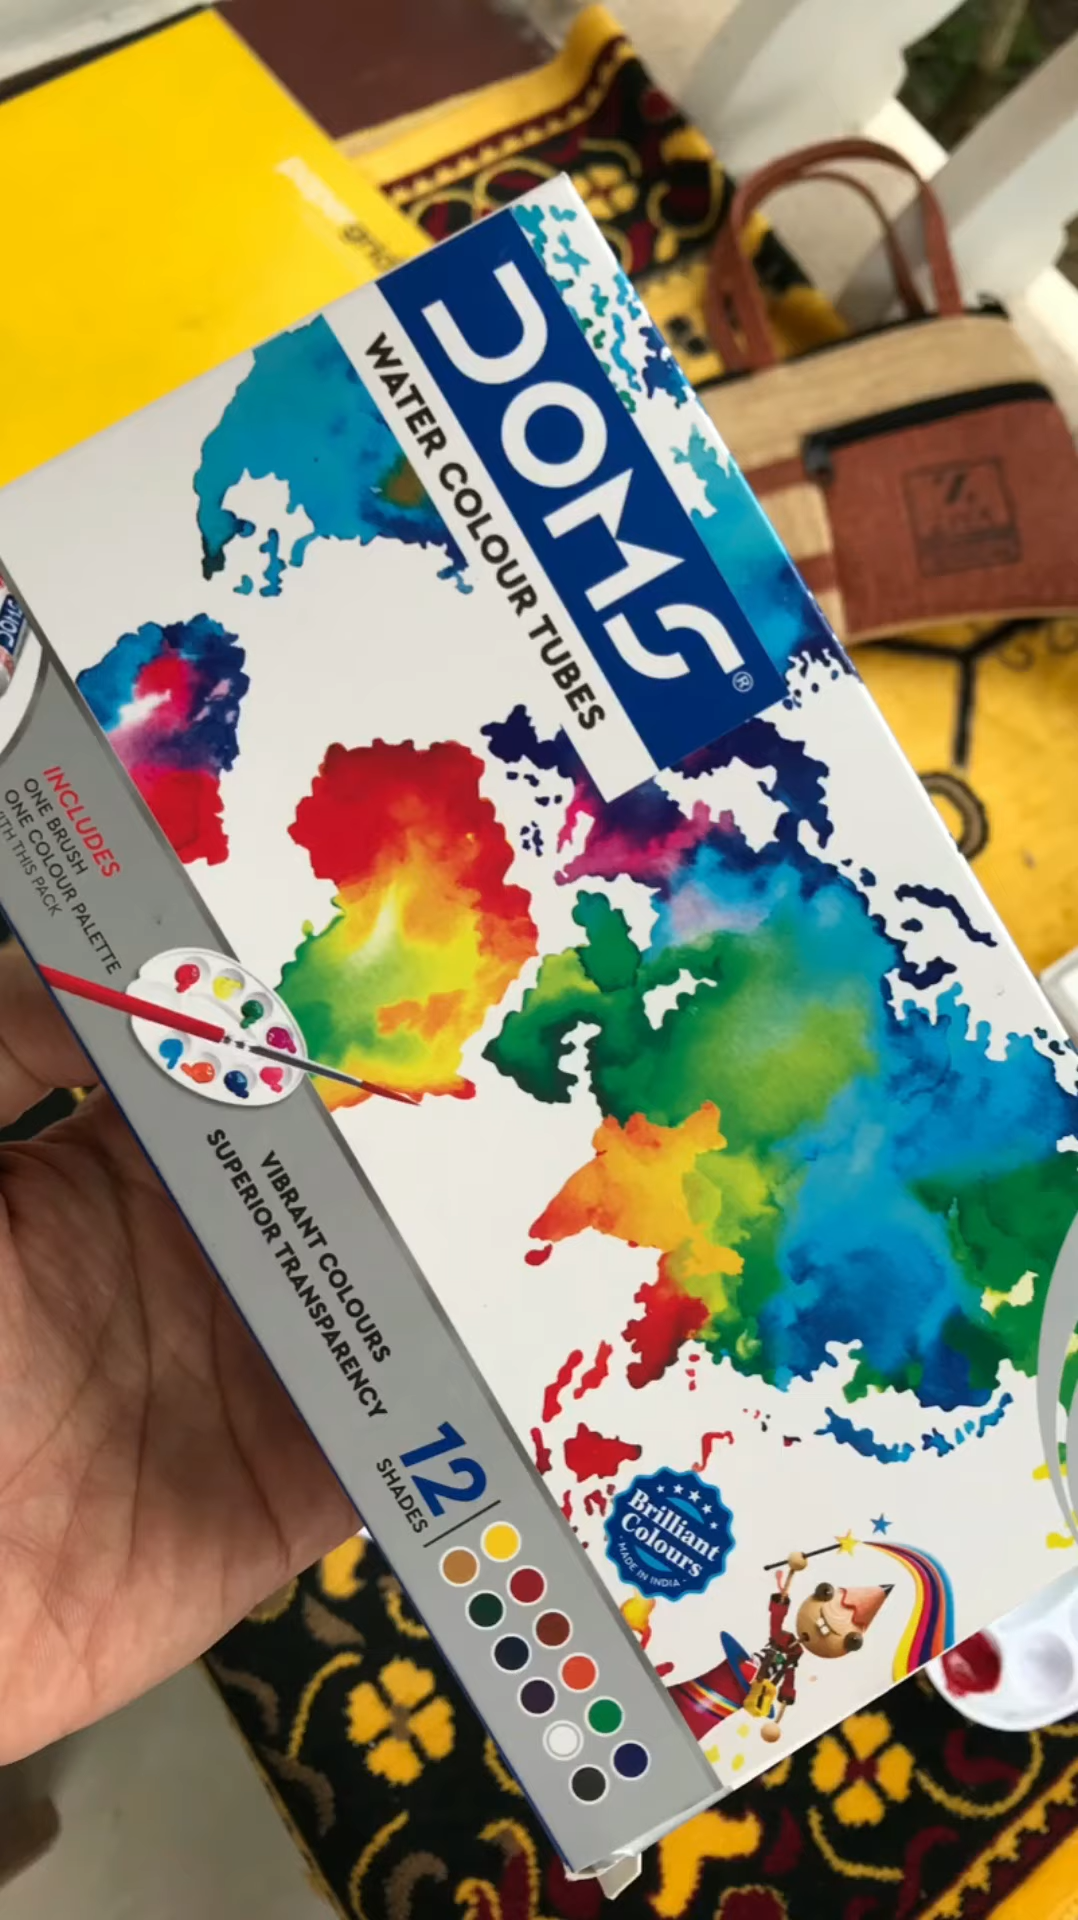 DOMS®
WATER COLOUR TUBES
INCLUDES
ONE BRUSH
ONE COLOUR PALETTE
WITH THIS PACK
VIBRANT COLOURS
SUPERIOR TRANSPARENCY
12
SHADES
Brilliant
Colours
MADE IN INDIA
DOMS